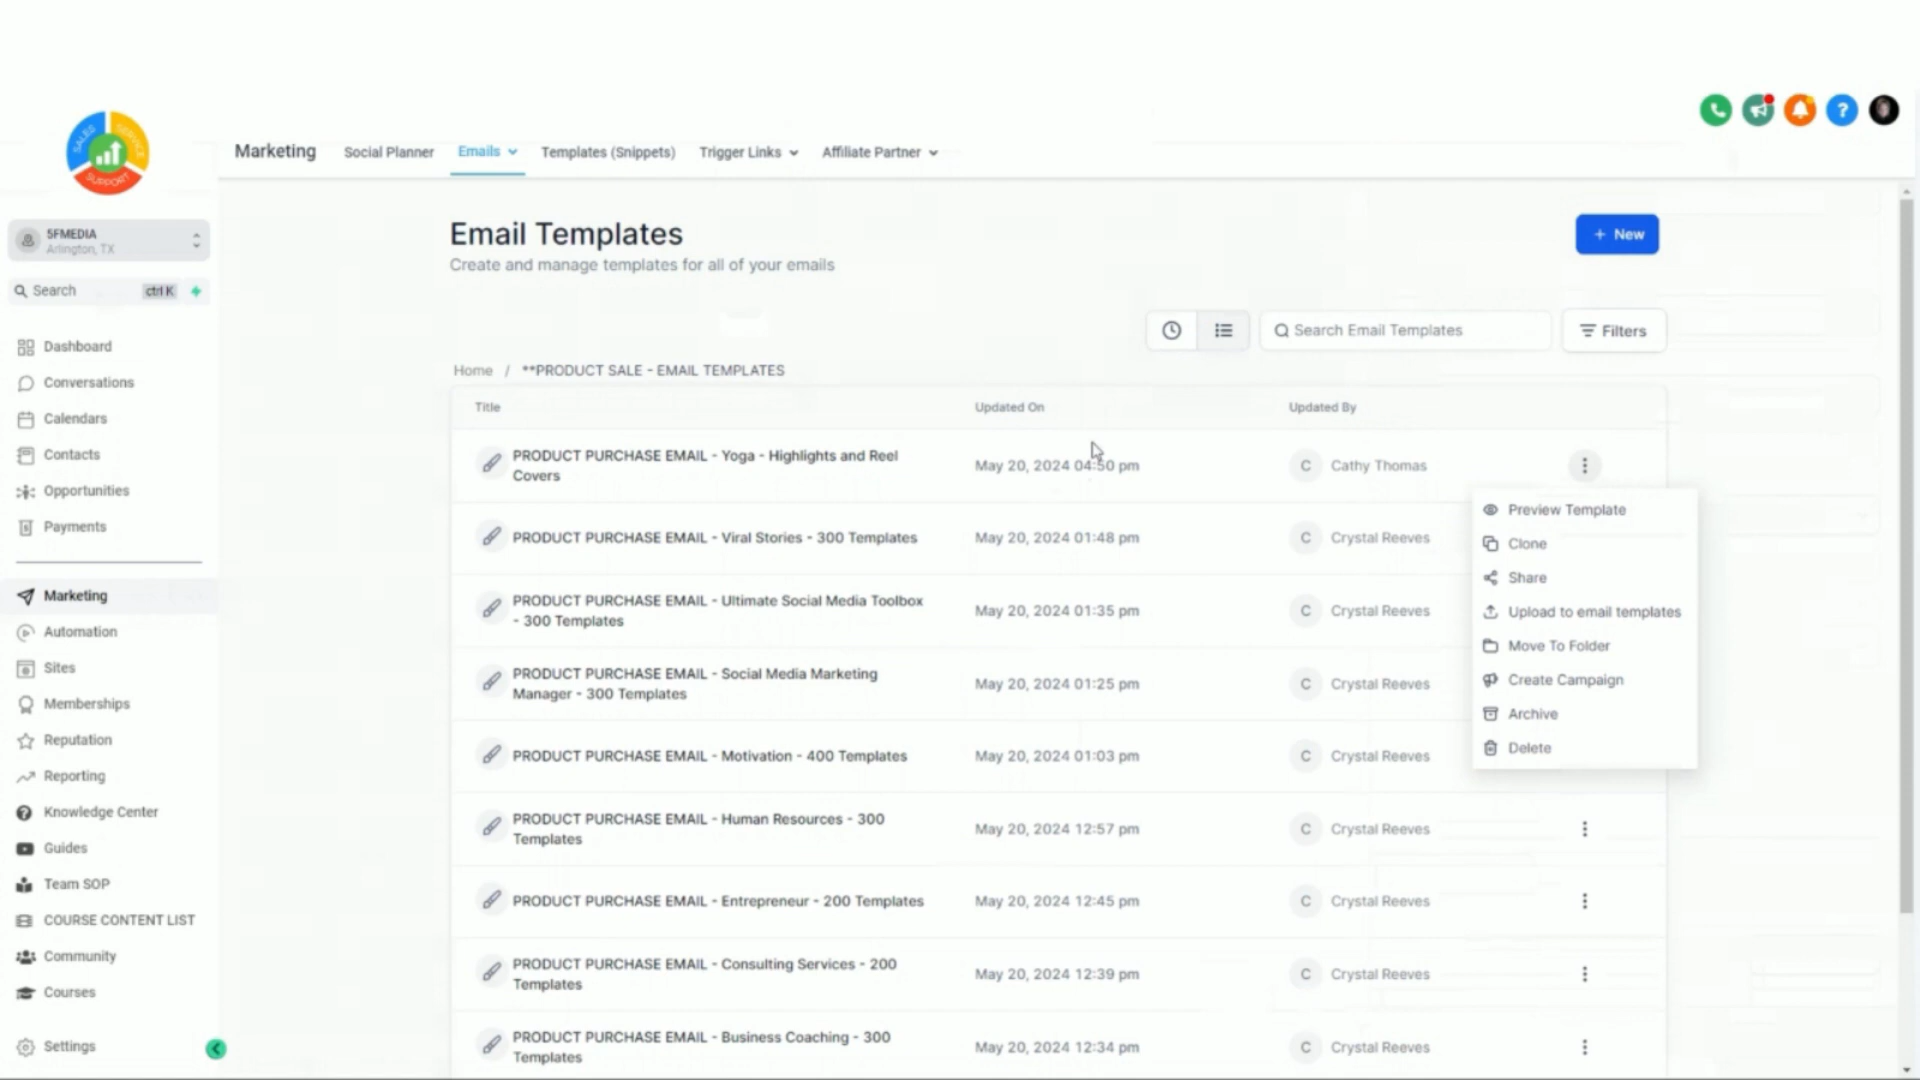 SALES
SERVICE
SUPPORT
Marketing
Social Planner
Emails
Templates (Snippets)
Trigger Links
Affiliate Partner
?
5FMEDIA
Arlington, TX
Search
ctrl K
Dashboard
Conversations
Calendars
Contacts
Opportunities
Payments
Marketing
Automation
Sites
Memberships
Reputation
Reporting
Knowledge Center
Guides
Team SOP
COURSE CONTENT LIST
Community
Courses
Settings
Email Templates
Create and manage templates for all of your emails
+ New
Search Email Templates
Filters
Home / **PRODUCT SALE - EMAIL TEMPLATES
Title
Updated On
Updated By
PRODUCT PURCHASE EMAIL - Yoga - Highlights and Reel
Covers
May 20, 2024 04:50 pm
C Cathy Thomas
PRODUCT PURCHASE EMAIL - Viral Stories - 300 Templates
May 20, 2024 01:48 pm
C Crystal Reeves
PRODUCT PURCHASE EMAIL - Ultimate Social Media Toolbox
- 300 Templates
May 20, 2024 01:35 pm
C Crystal Reeves
PRODUCT PURCHASE EMAIL - Social Media Marketing
Manager - 300 Templates
May 20, 2024 01:25 pm
C Crystal Reeves
PRODUCT PURCHASE EMAIL - Motivation - 400 Templates
May 20, 2024 01:03 pm
C Crystal Reeves
PRODUCT PURCHASE EMAIL - Human Resources - 300
Templates
May 20, 2024 12:57 pm
C Crystal Reeves
PRODUCT PURCHASE EMAIL - Entrepreneur - 200 Templates
May 20, 2024 12:45 pm
C Crystal Reeves
PRODUCT PURCHASE EMAIL - Consulting Services - 200
Templates
May 20, 2024 12:39 pm
C Crystal Reeves
PRODUCT PURCHASE EMAIL - Business Coaching - 300
Templates
May 20, 2024 12:34 pm
C Crystal Reeves
Preview Template
Clone
Share
Upload to email templates
Move To Folder
Create Campaign
Archive
Delete